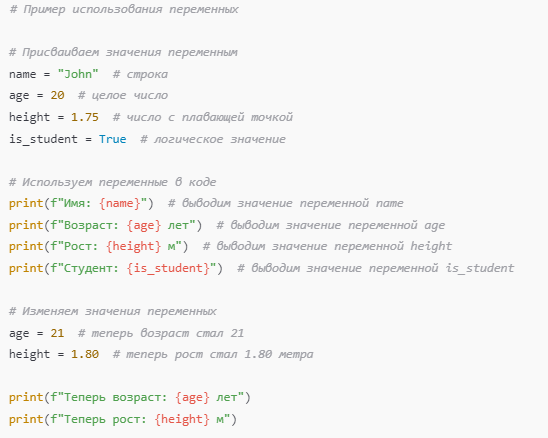 # Пример использования переменных
# Присваиваем значения переменным
name = "John"  # строка
age = 20  # целое число
height = 1.75  # число с плавающей точкой
is_student = True  # логическое значение
# Используем переменные в коде
print(f"Имя: {name}")  # выводим значение переменной name
print(f"Возраст: {age} лет")  # выводим значение переменной age
print(f"Рост: {height} м")  # выводим значение переменной height
print(f"Студент: {is_student}")  # выводим значение переменной is_student
# Изменяем значения переменных
age = 21  # теперь возраст стал 21
height = 1.80  # теперь рост стал 1.80 метра
print(f"Теперь возраст: {age} лет")
print(f"Теперь рост: {height} м")